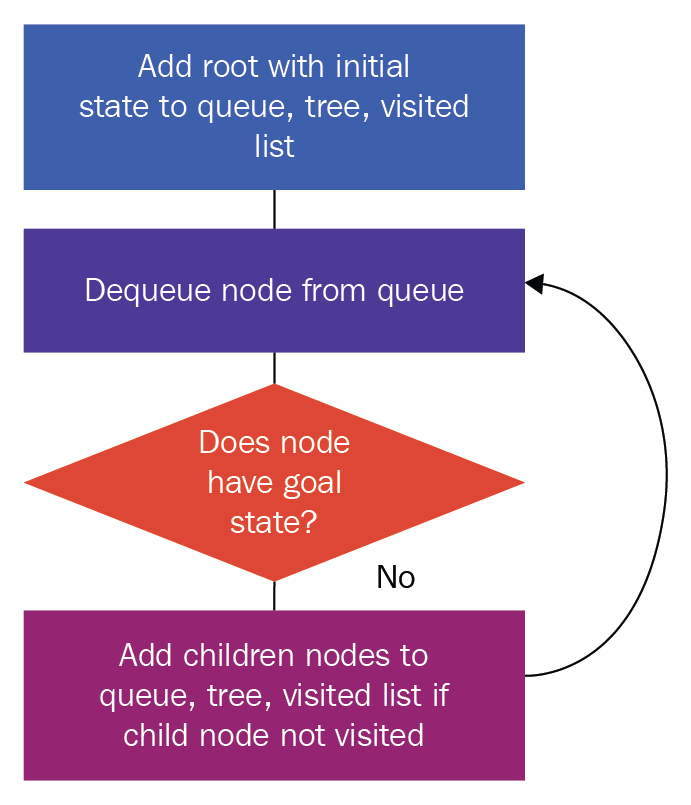 Add root with initial
state to queue, tree, visited
list
Dequeue node from queue
Does node
have goal
state?
No
Add children nodes to
queue, tree, visited list if
child node not visited